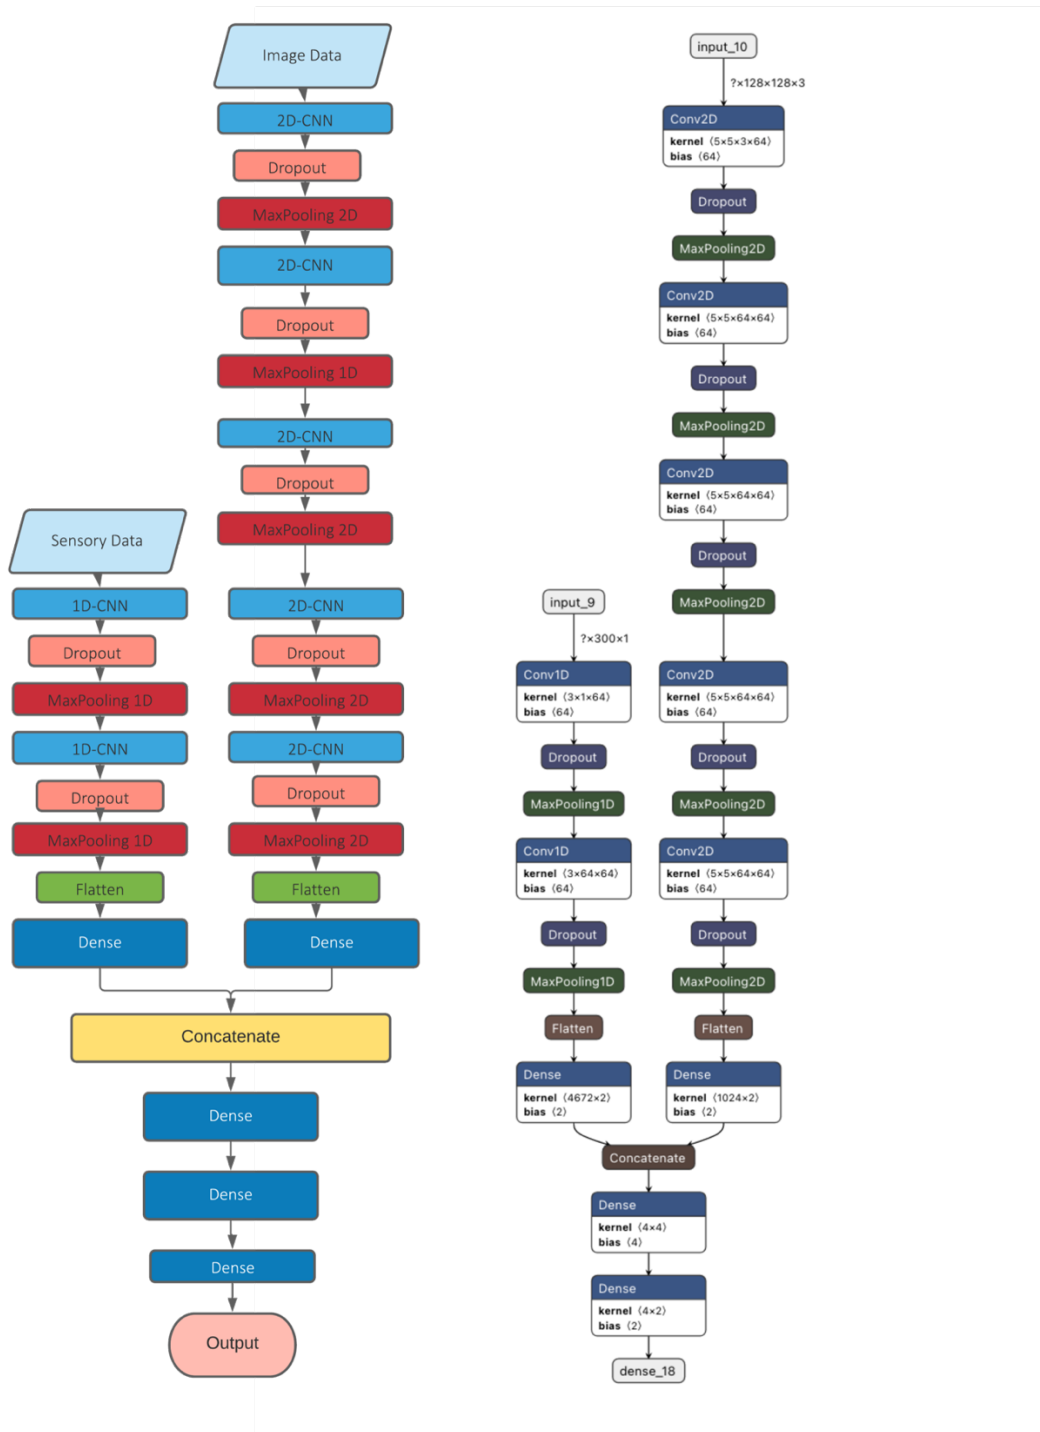 Image Data
2D-CNN
Dropout
MaxPooling 2D
2D-CNN
Dropout
MaxPooling 1D
2D-CNN
Dropout
MaxPooling 2D
2D-CNN
Dropout
MaxPooling 2D
2D-CNN
Dropout
MaxPooling 2D
Flatten
Dense
Sensory Data
1D-CNN
Dropout
MaxPooling 1D
1D-CNN
Dropout
MaxPooling 1D
Flatten
Dense
Concatenate
Dense
Dense
Dense
Output
input_10
?×128×128×3
Conv2D
kernel ⟨5×5×3×64⟩
bias ⟨64⟩
Dropout
MaxPooling2D
Conv2D
kernel ⟨5×5×64×64⟩
bias ⟨64⟩
Dropout
MaxPooling2D
Conv2D
kernel ⟨5×5×64×64⟩
bias ⟨64⟩
Dropout
MaxPooling2D
Conv2D
kernel ⟨5×5×64×64⟩
bias ⟨64⟩
Dropout
MaxPooling2D
Conv2D
kernel ⟨5×5×64×64⟩
bias ⟨64⟩
Dropout
MaxPooling2D
Flatten
Dense
kernel ⟨1024×2⟩
bias ⟨2⟩
input_9
?×300×1
Conv1D
kernel ⟨3×1×64⟩
bias ⟨64⟩
Dropout
MaxPooling1D
Conv1D
kernel ⟨3×64×64⟩
bias ⟨64⟩
Dropout
MaxPooling1D
Flatten
Dense
kernel ⟨4672×2⟩
bias ⟨2⟩
Concatenate
Dense
kernel ⟨4×4⟩
bias ⟨4⟩
Dense
kernel ⟨4×2⟩
bias ⟨2⟩
dense_18